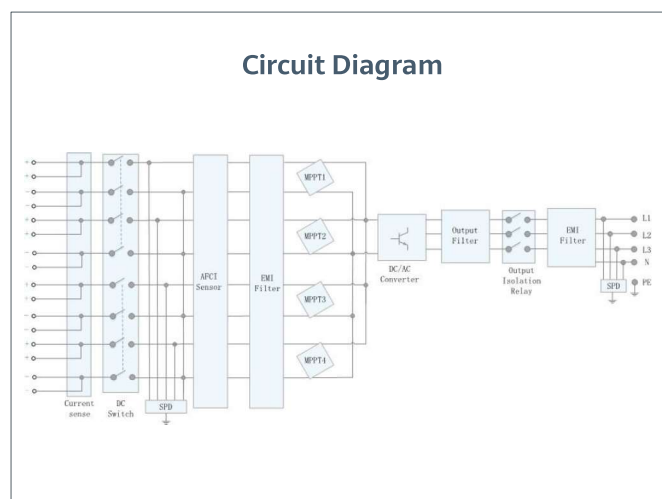 Circuit Diagram
+
+
-
-
+
+
-
-
+
+
-
-
+
+
-
-
Current
sense
DC
Switch
SPD
AFCI
Sensor
EMI
Filter
MPPT1
MPPT2
MPPT3
MPPT4
DC/AC
Converter
Output
Filter
Output
Isolation
Relay
EMI
Filter
SPD
L1
L2
L3
N
PE